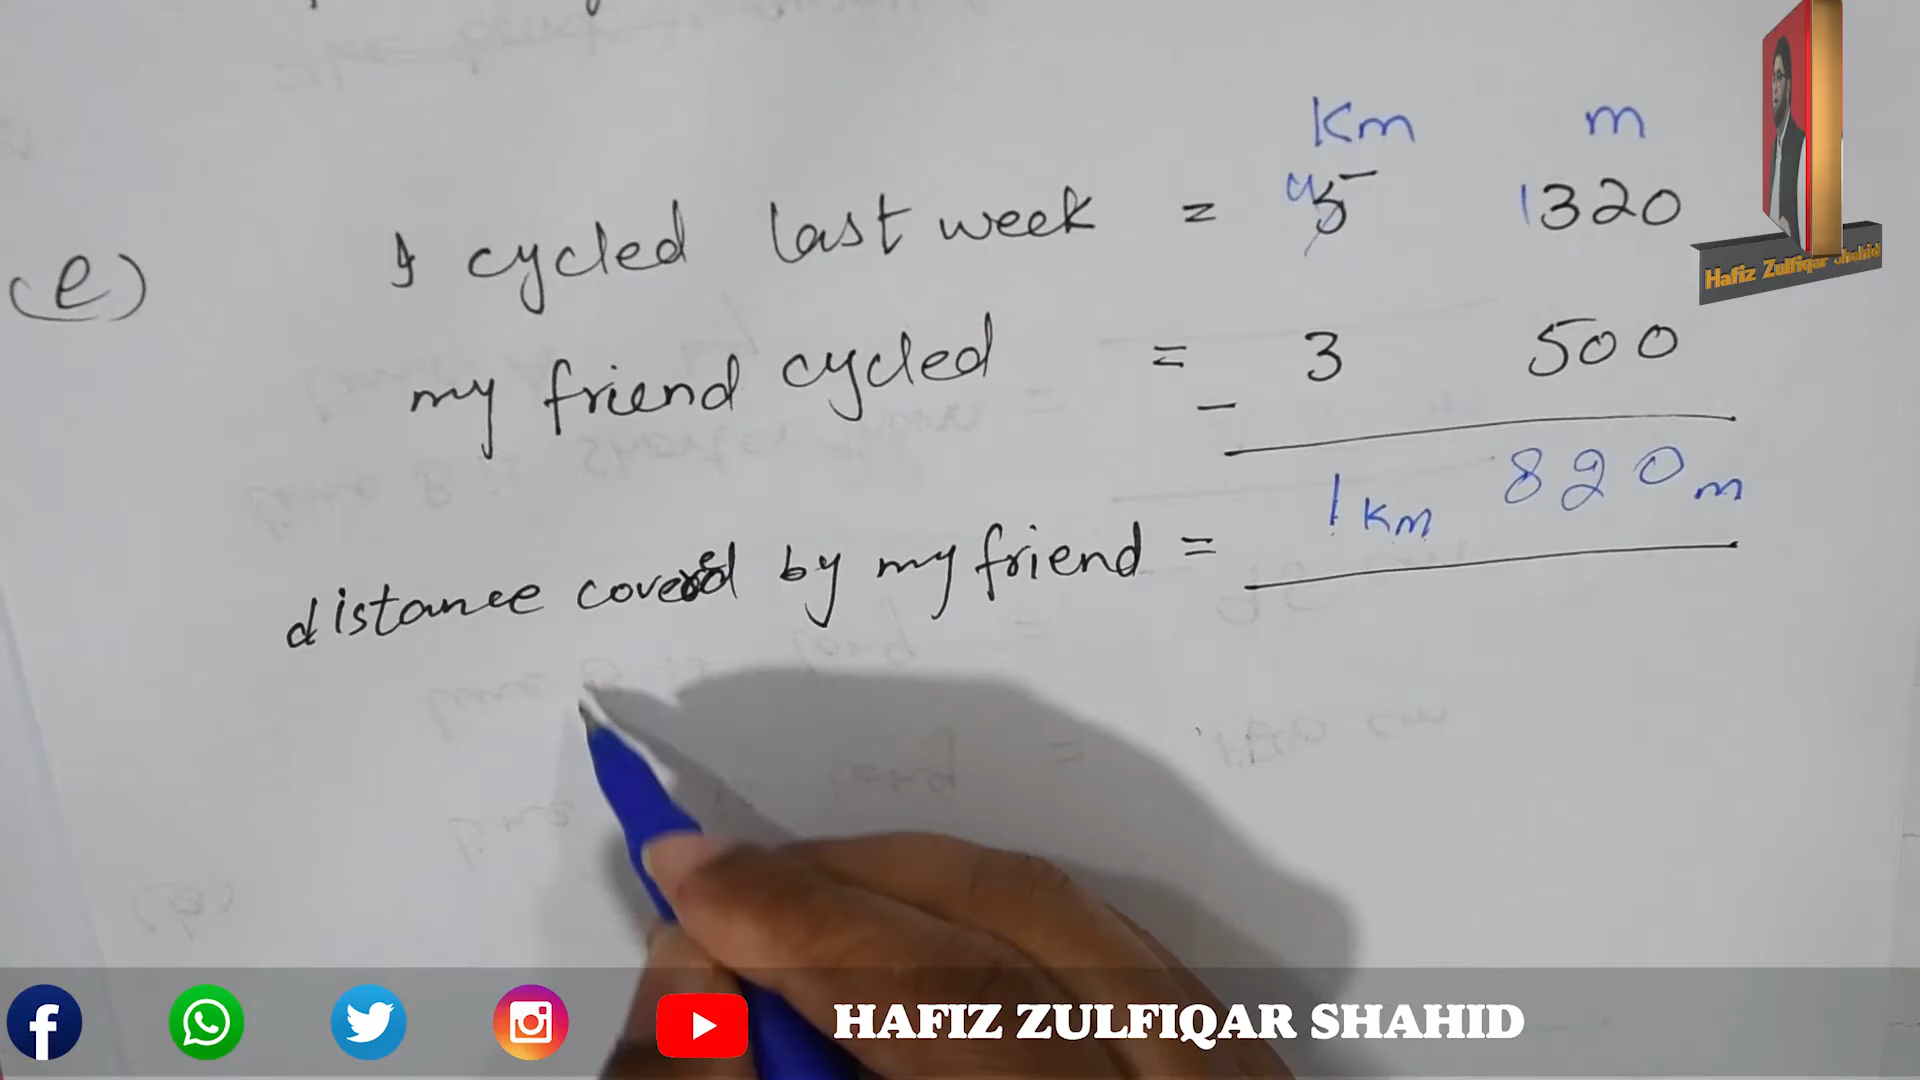 Km m
(e) I cycled last week = 4 5 1320
my friend cycled = 3 500
−
1 Km 820 m
distance covered by my friend =
Hafiz Zulfiqar Shahid
HAFIZ ZULFIQAR SHAHID